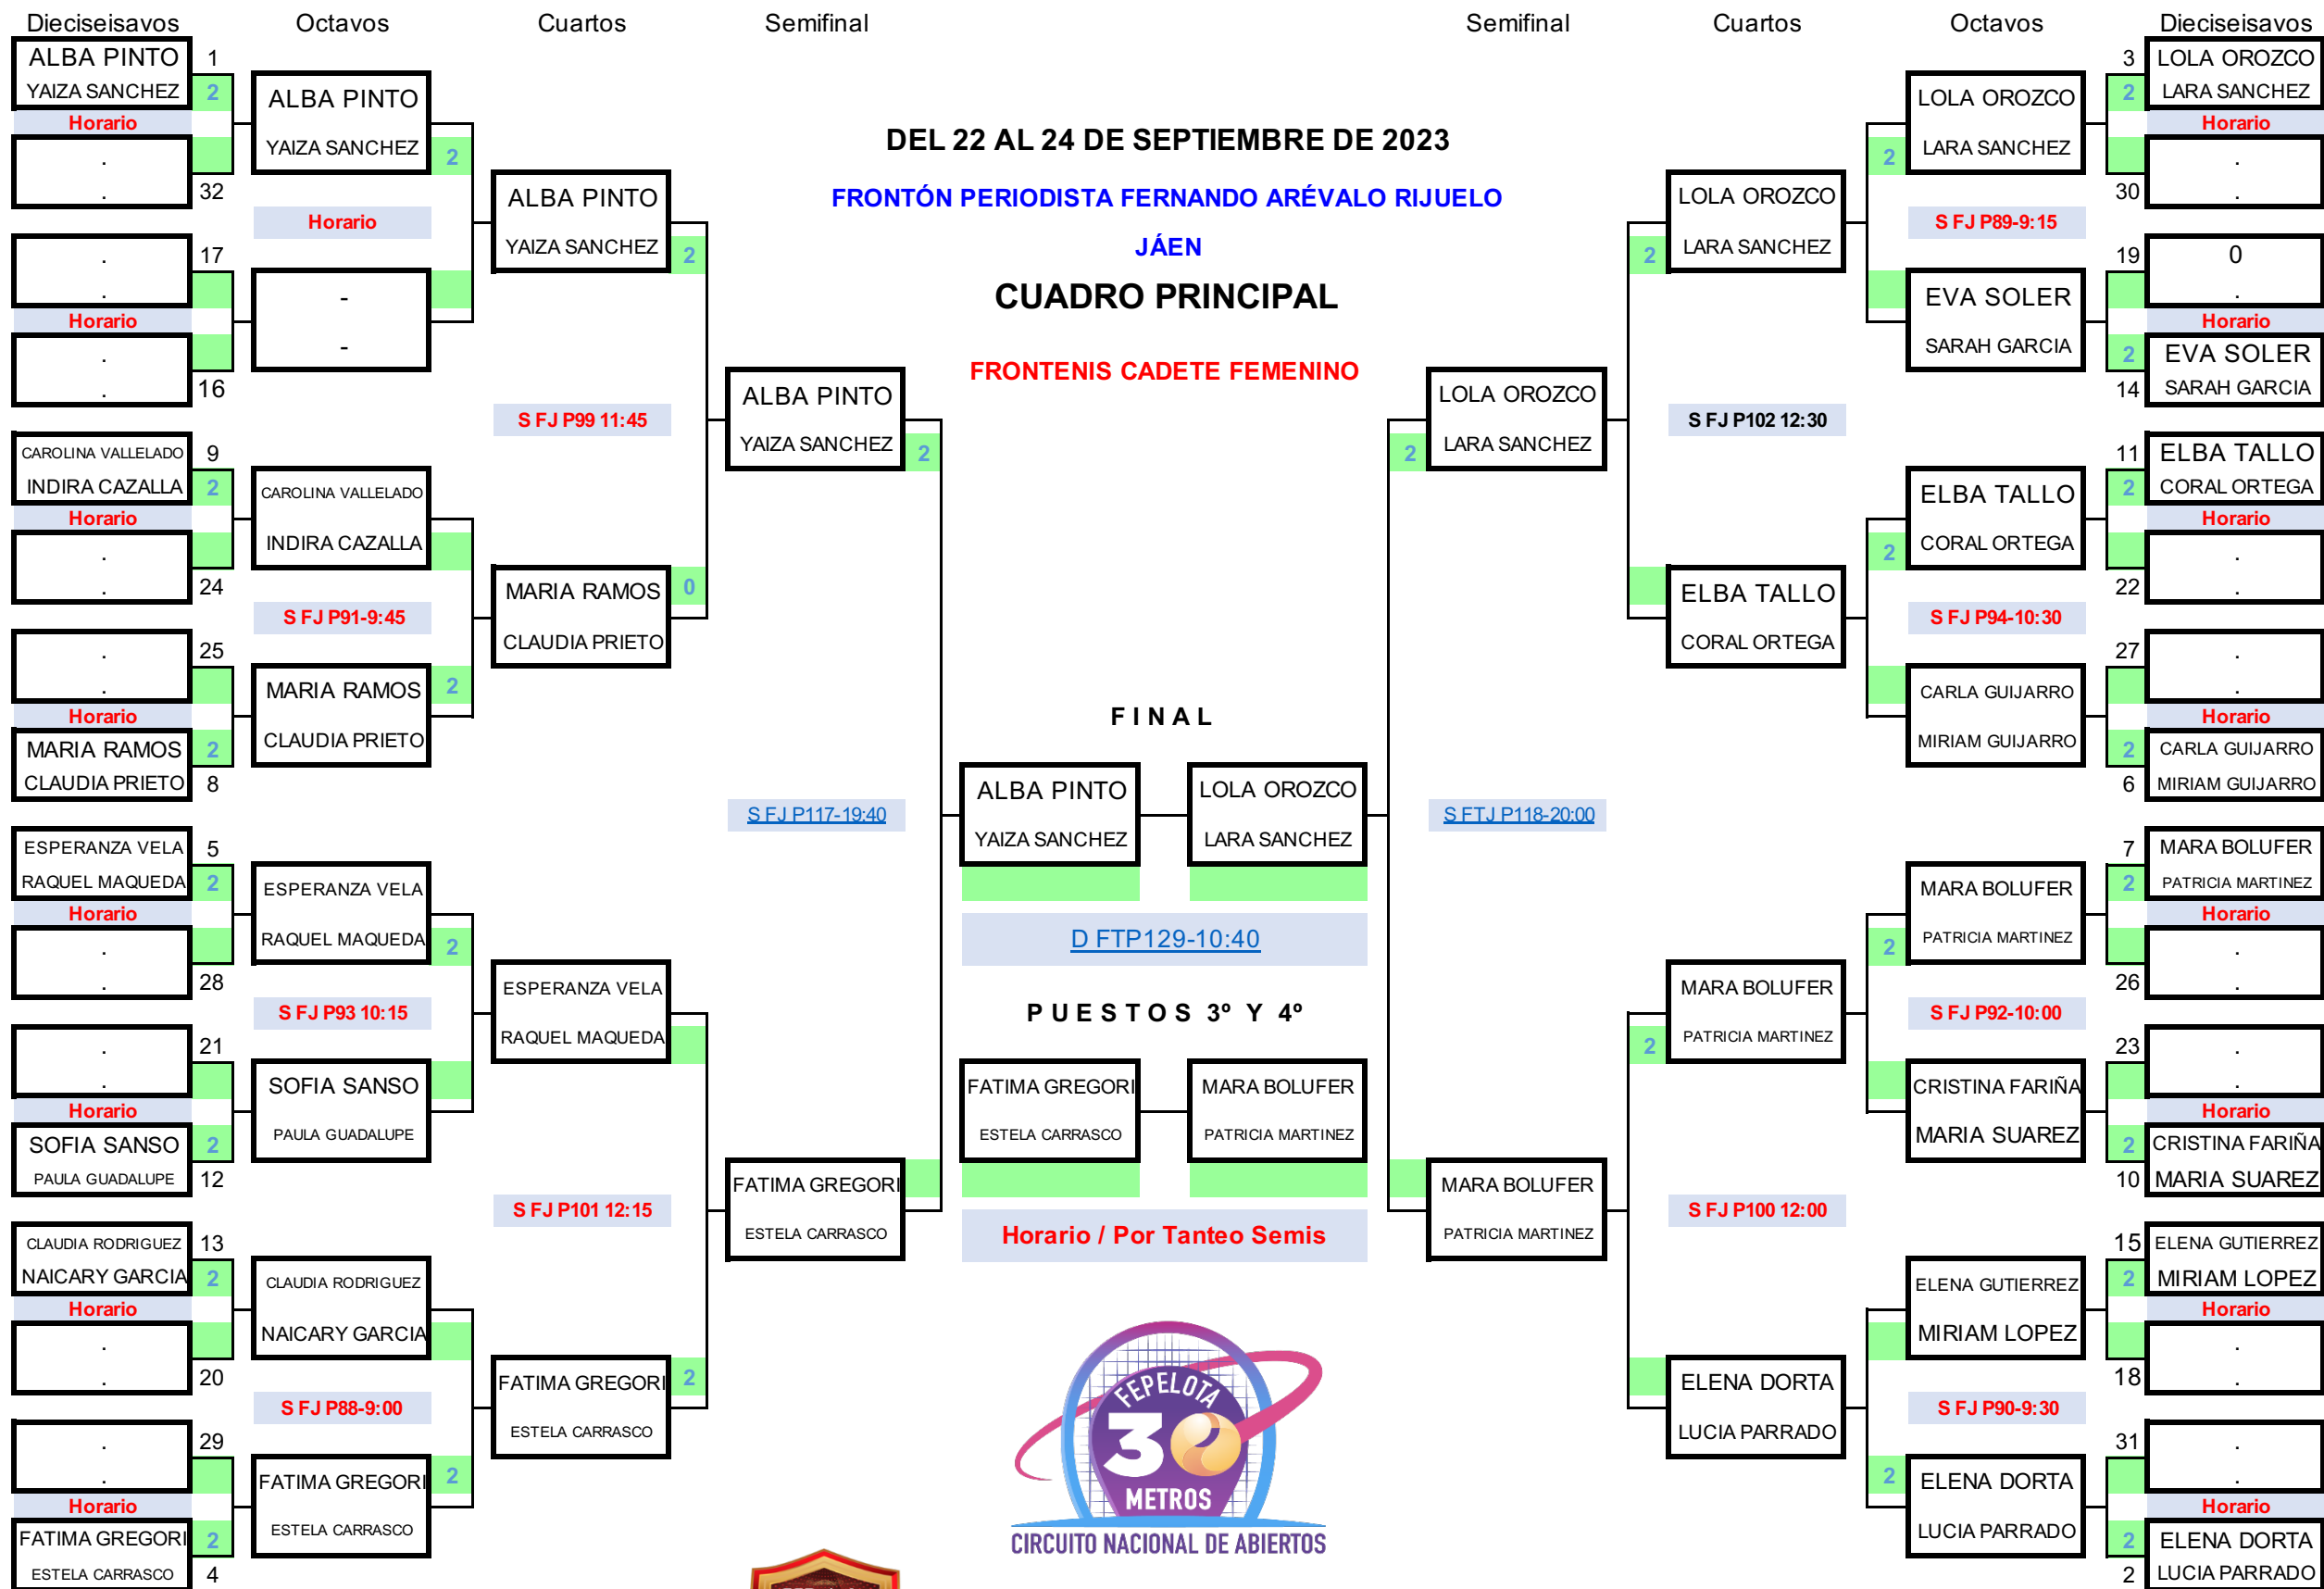 Dieciseisavos
Octavos
Cuartos
Semifinal
Semifinal
Cuartos
Octavos
Dieciseisavos
ALBA PINTO
1
YAIZA SANCHEZ
2
Horario
.
.
32
.
17
.
Horario
.
.
16
CAROLINA VALLELADO
9
INDIRA CAZALLA
2
Horario
.
.
24
.
25
.
Horario
MARIA RAMOS
2
CLAUDIA PRIETO
8
ESPERANZA VELA
5
RAQUEL MAQUEDA
2
Horario
.
.
28
.
21
.
Horario
SOFIA SANSO
2
PAULA GUADALUPE
12
CLAUDIA RODRIGUEZ
13
NAICARY GARCIA
2
Horario
.
.
20
.
29
.
Horario
FATIMA GREGORI
2
ESTELA CARRASCO
4
ALBA PINTO
YAIZA SANCHEZ
2
Horario
-
-
CAROLINA VALLELADO
INDIRA CAZALLA
S FJ P91-9:45
MARIA RAMOS
2
CLAUDIA PRIETO
ESPERANZA VELA
RAQUEL MAQUEDA
2
S FJ P93 10:15
SOFIA SANSO
PAULA GUADALUPE
CLAUDIA RODRIGUEZ
NAICARY GARCIA
S FJ P88-9:00
FATIMA GREGORI
2
ESTELA CARRASCO
ALBA PINTO
YAIZA SANCHEZ
2
S FJ P99 11:45
MARIA RAMOS
0
CLAUDIA PRIETO
ESPERANZA VELA
RAQUEL MAQUEDA
S FJ P101 12:15
FATIMA GREGORI
2
ESTELA CARRASCO
ALBA PINTO
YAIZA SANCHEZ
2
S FJ P117-19:40
FATIMA GREGORI
ESTELA CARRASCO
DEL 22 AL 24 DE SEPTIEMBRE DE 2023
FRONTÓN PERIODISTA FERNANDO ARÉVALO RIJUELO
JÁEN
CUADRO PRINCIPAL
FRONTENIS CADETE FEMENINO
FINAL
ALBA PINTO
YAIZA SANCHEZ
LOLA OROZCO
LARA SANCHEZ
D FTP129-10:40
PUESTOS 3º Y 4º
FATIMA GREGORI
ESTELA CARRASCO
MARA BOLUFER
PATRICIA MARTINEZ
Horario / Por Tanteo Semis
FEPELOTA
30
METROS
CIRCUITO NACIONAL DE ABIERTOS
LOLA OROZCO
2
LARA SANCHEZ
S FTJ P118-20:00
MARA BOLUFER
PATRICIA MARTINEZ
LOLA OROZCO
2
LARA SANCHEZ
S FJ P102 12:30
ELBA TALLO
CORAL ORTEGA
MARA BOLUFER
2
PATRICIA MARTINEZ
S FJ P100 12:00
ELENA DORTA
LUCIA PARRADO
LOLA OROZCO
2
LARA SANCHEZ
S FJ P89-9:15
EVA SOLER
SARAH GARCIA
ELBA TALLO
2
CORAL ORTEGA
S FJ P94-10:30
CARLA GUIJARRO
MIRIAM GUIJARRO
MARA BOLUFER
2
PATRICIA MARTINEZ
S FJ P92-10:00
CRISTINA FARIÑA
MARIA SUAREZ
ELENA GUTIERREZ
MIRIAM LOPEZ
S FJ P90-9:30
2
ELENA DORTA
LUCIA PARRADO
3
LOLA OROZCO
2
LARA SANCHEZ
Horario
.
.
30
19
0
.
Horario
2
EVA SOLER
14
SARAH GARCIA
11
ELBA TALLO
2
CORAL ORTEGA
Horario
.
.
22
27
.
.
Horario
2
CARLA GUIJARRO
6
MIRIAM GUIJARRO
7
MARA BOLUFER
2
PATRICIA MARTINEZ
Horario
.
.
26
23
.
.
Horario
2
CRISTINA FARIÑA
10
MARIA SUAREZ
15
ELENA GUTIERREZ
2
MIRIAM LOPEZ
Horario
.
.
18
31
.
.
Horario
2
ELENA DORTA
2
LUCIA PARRADO